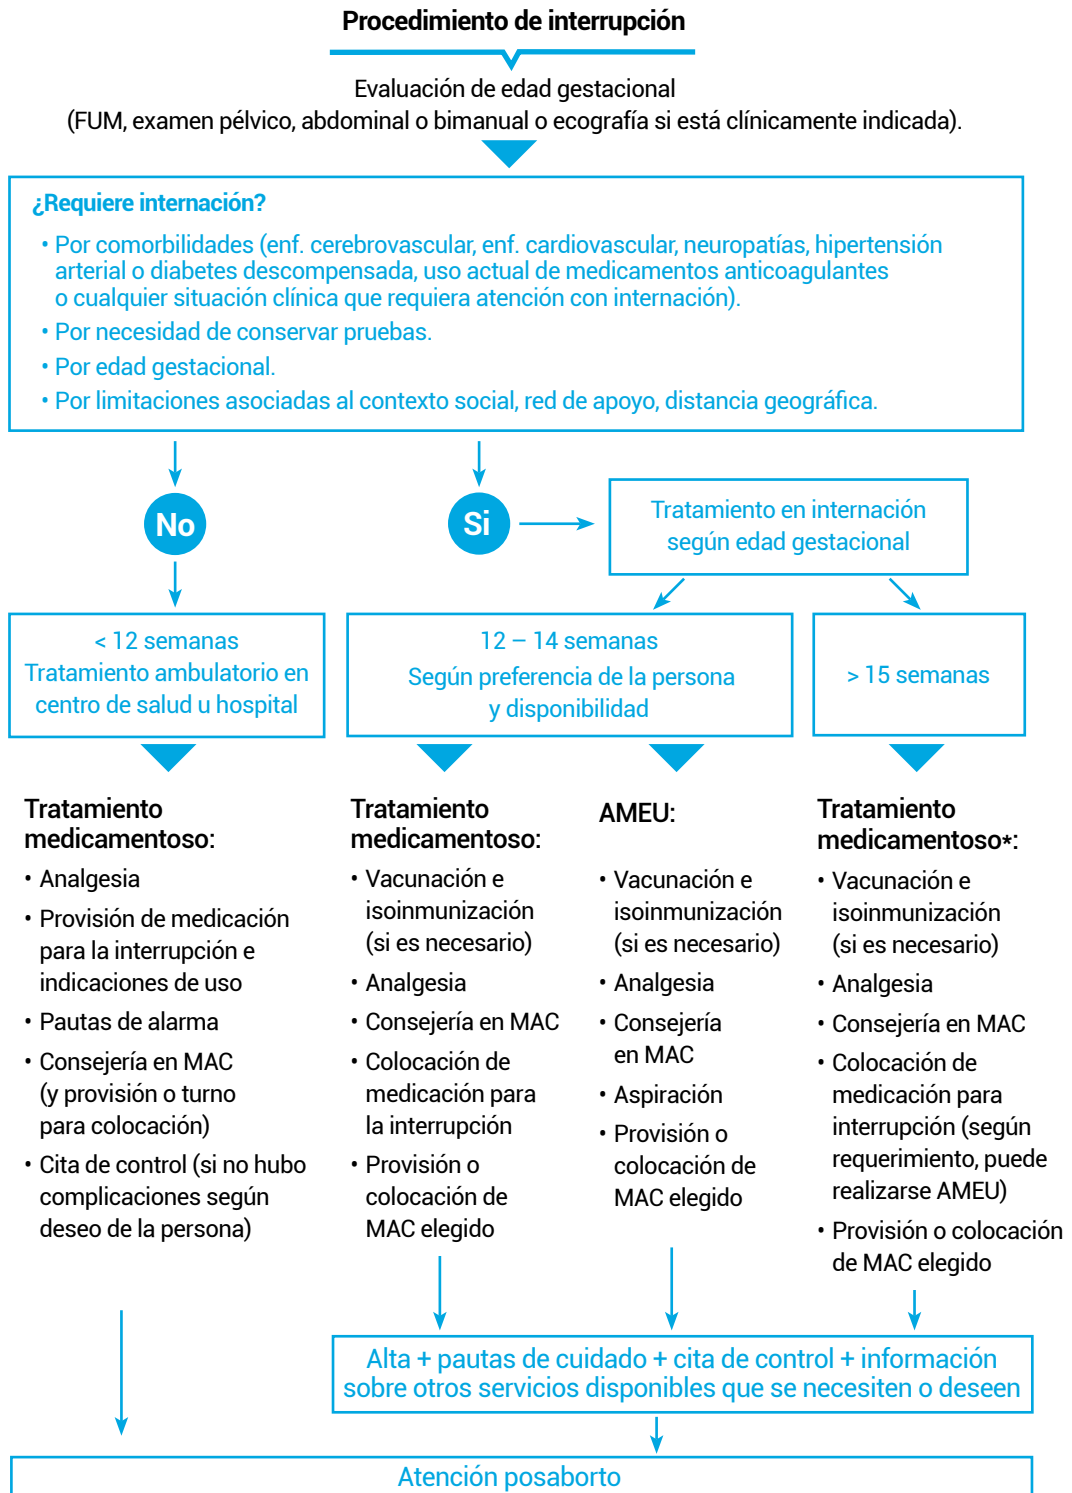 Procedimiento de interrupción
Evaluación de edad gestacional
(FUM, examen pélvico, abdominal o bimanual o ecografía si está clínicamente indicada).
¿Requiere internación?
• Por comorbilidades (enf. cerebrovascular, enf. cardiovascular, neuropatías, hipertensión
arterial o diabetes descompensada, uso actual de medicamentos anticoagulantes
o cualquier situación clínica que requiera atención con internación).
• Por necesidad de conservar pruebas.
• Por edad gestacional.
• Por limitaciones asociadas al contexto social, red de apoyo, distancia geográfica.
No
Si
Tratamiento en internación
según edad gestacional
< 12 semanas
Tratamiento ambulatorio en
centro de salud u hospital
12 – 14 semanas
Según preferencia de la persona
y disponibilidad
> 15 semanas
Tratamiento
medicamentoso:
• Analgesia
• Provisión de medicación
para la interrupción e
indicaciones de uso
• Pautas de alarma
• Consejería en MAC
(y provisión o turno
para colocación)
• Cita de control (si no hubo
complicaciones según
deseo de la persona)
Tratamiento
medicamentoso:
• Vacunación e
isoinmunización
(si es necesario)
• Analgesia
• Consejería en MAC
• Colocación de
medicación para
la interrupción
• Provisión o
colocación de
MAC elegido
AMEU:
• Vacunación e
isoinmunización
(si es necesario)
• Analgesia
• Consejería
en MAC
• Aspiración
• Provisión o
colocación de
MAC elegido
Tratamiento
medicamentoso*:
• Vacunación e
isoinmunización
(si es necesario)
• Analgesia
• Consejería en MAC
• Colocación de
medicación para
interrupción (según
requerimiento, puede
realizarse AMEU)
• Provisión o colocación
de MAC elegido
Alta + pautas de cuidado + cita de control + información
sobre otros servicios disponibles que se necesiten o deseen
Atención posaborto